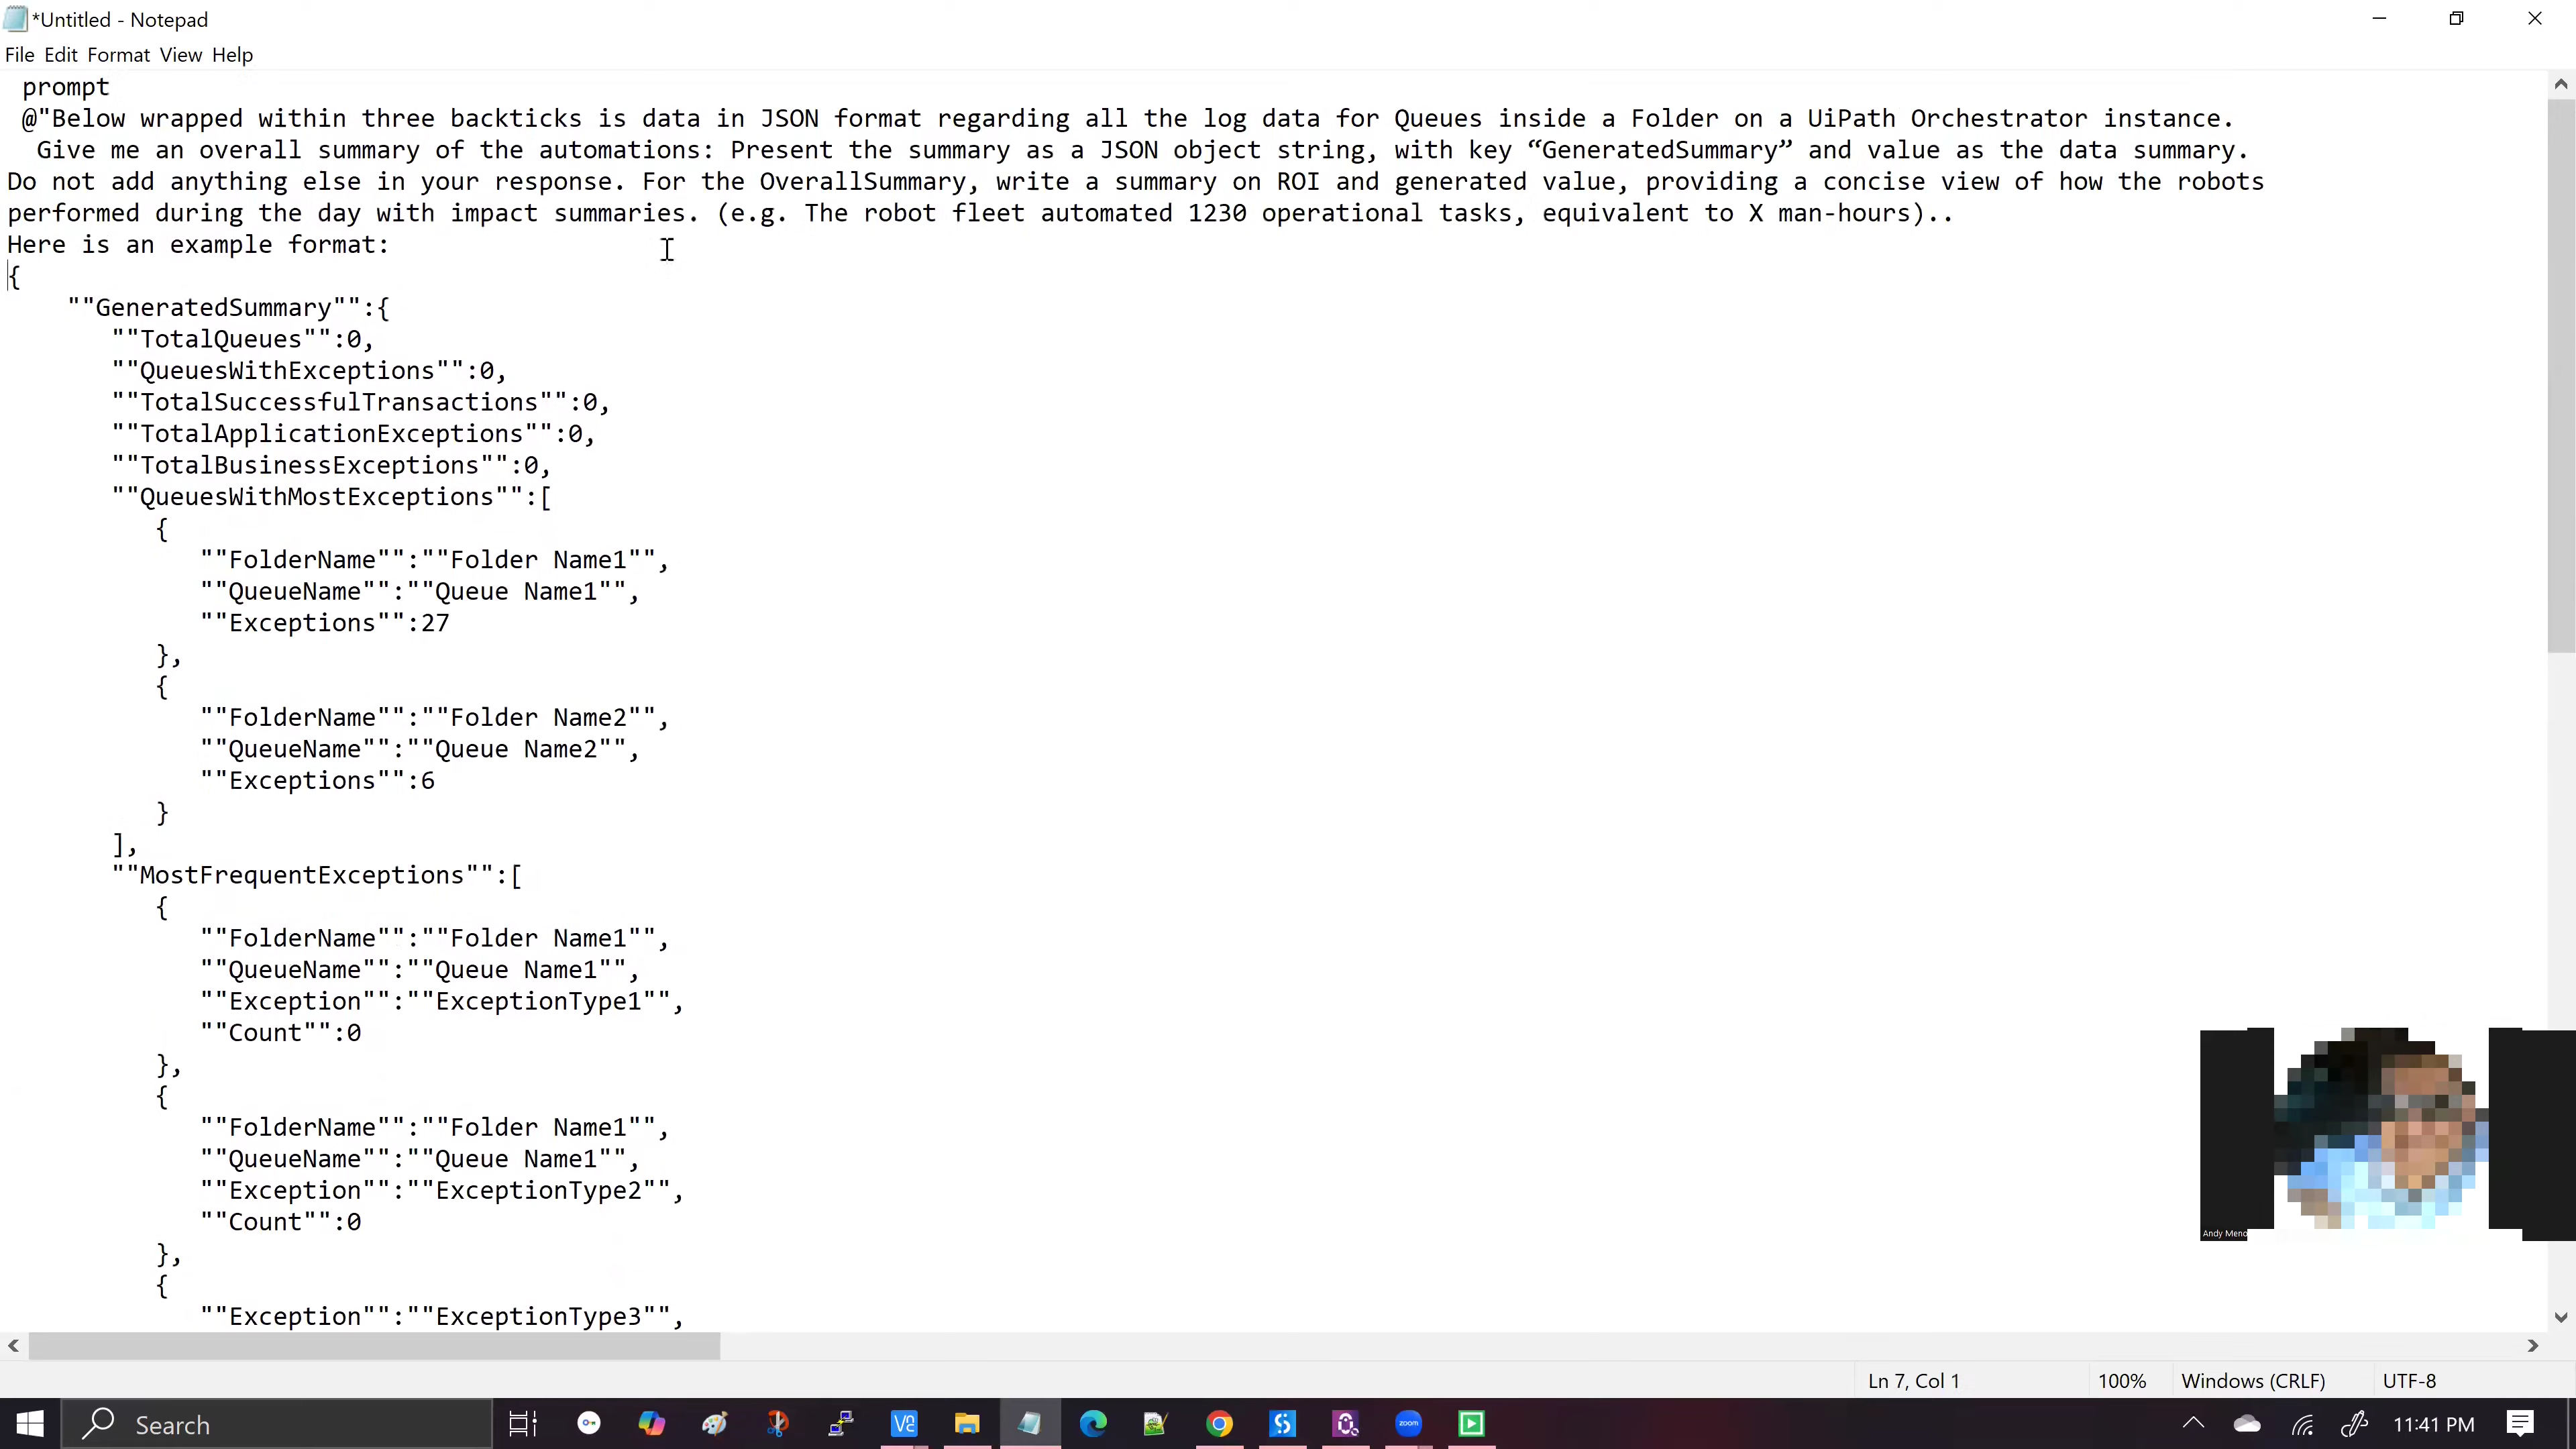 *Untitled - Notepad
File Edit Format View Help
prompt
@"Below wrapped within three backticks is data in JSON format regarding all the log data for Queues inside a Folder on a UiPath Orchestrator instance.
Give me an overall summary of the automations: Present the summary as a JSON object string, with key “GeneratedSummary” and value as the data summary.
Do not add anything else in your response. For the OverallSummary, write a summary on ROI and generated value, providing a concise view of how the robots
performed during the day with impact summaries. (e.g. The robot fleet automated 1230 operational tasks, equivalent to X man-hours)..
Here is an example format:
{
""GeneratedSummary"":{
""TotalQueues"":0,
""QueuesWithExceptions"":0,
""TotalSuccessfulTransactions"":0,
""TotalApplicationExceptions"":0,
""TotalBusinessExceptions"":0,
""QueuesWithMostExceptions"":[
{
""FolderName"":""Folder Name1"",
""QueueName"":""Queue Name1"",
""Exceptions"":27
},
{
""FolderName"":""Folder Name2"",
""QueueName"":""Queue Name2"",
""Exceptions"":6
}
],
""MostFrequentExceptions"":[
{
""FolderName"":""Folder Name1"",
""QueueName"":""Queue Name1"",
""Exception"":""ExceptionType1"",
""Count"":0
},
{
""FolderName"":""Folder Name1"",
""QueueName"":""Queue Name1"",
""Exception"":""ExceptionType2"",
""Count"":0
},
{
""Exception"":""ExceptionType3"",
Andy Meno
Ln 7, Col 1 100% Windows (CRLF) UTF-8
Search
zoom
11:41 PM